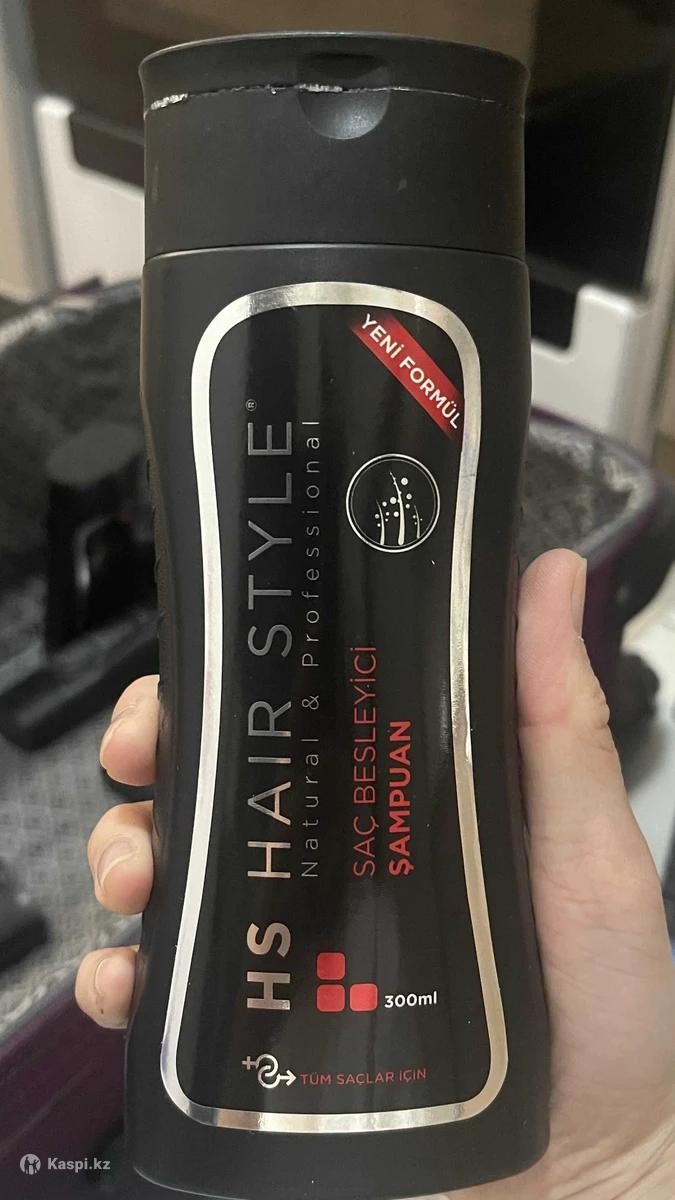 YENİ FORMÜL
HS HAIR STYLE®
Natural & Professional
SAÇ BESLEYİCİ
ŞAMPUAN
300ml
TÜM SAÇLAR İÇİN
Kaspi.kz